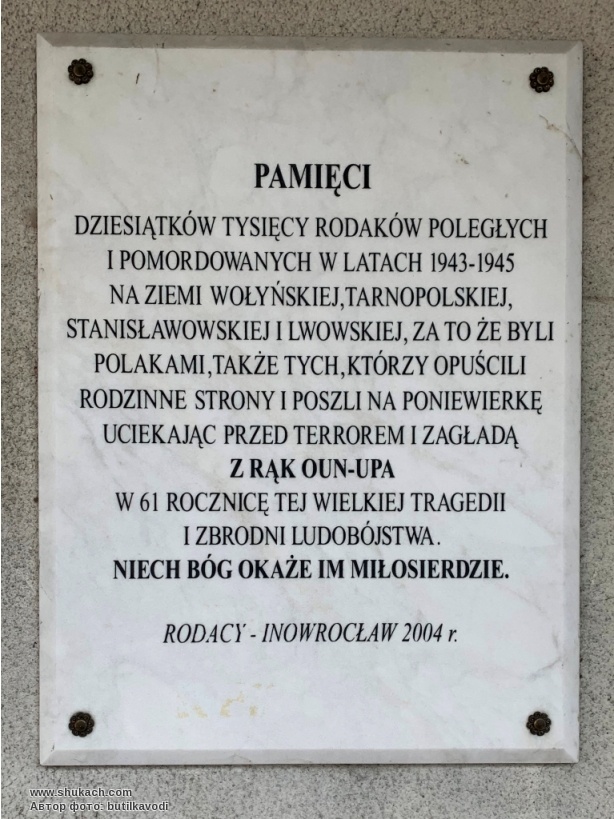 PAMIĘCI
DZIESIĄTKÓW TYSIĘCY RODAKÓW POLEGŁYCH
I POMORDOWANYCH W LATACH 1943-1945
NA ZIEMI WOŁYŃSKIEJ,TARNOPOLSKIEJ,
STANISŁAWOWSKIEJ I LWOWSKIEJ, ZA TO ŻE BYLI
POLAKAMI,TAKŻE TYCH,KTÓRZY OPUŚCILI
RODZINNE STRONY I POSZLI NA PONIEWIERKĘ
UCIEKAJĄC PRZED TERROREM I ZAGŁADĄ
Z RĄK OUN-UPA
W 61 ROCZNICĘ TEJ WIELKIEJ TRAGEDII
I ZBRODNI LUDOBÓJSTWA.
NIECH BÓG OKAŻE IM MIŁOSIERDZIE.
RODACY - INOWROCŁAW 2004 r.
www.shukach.com
Автор фото: butilkavodi